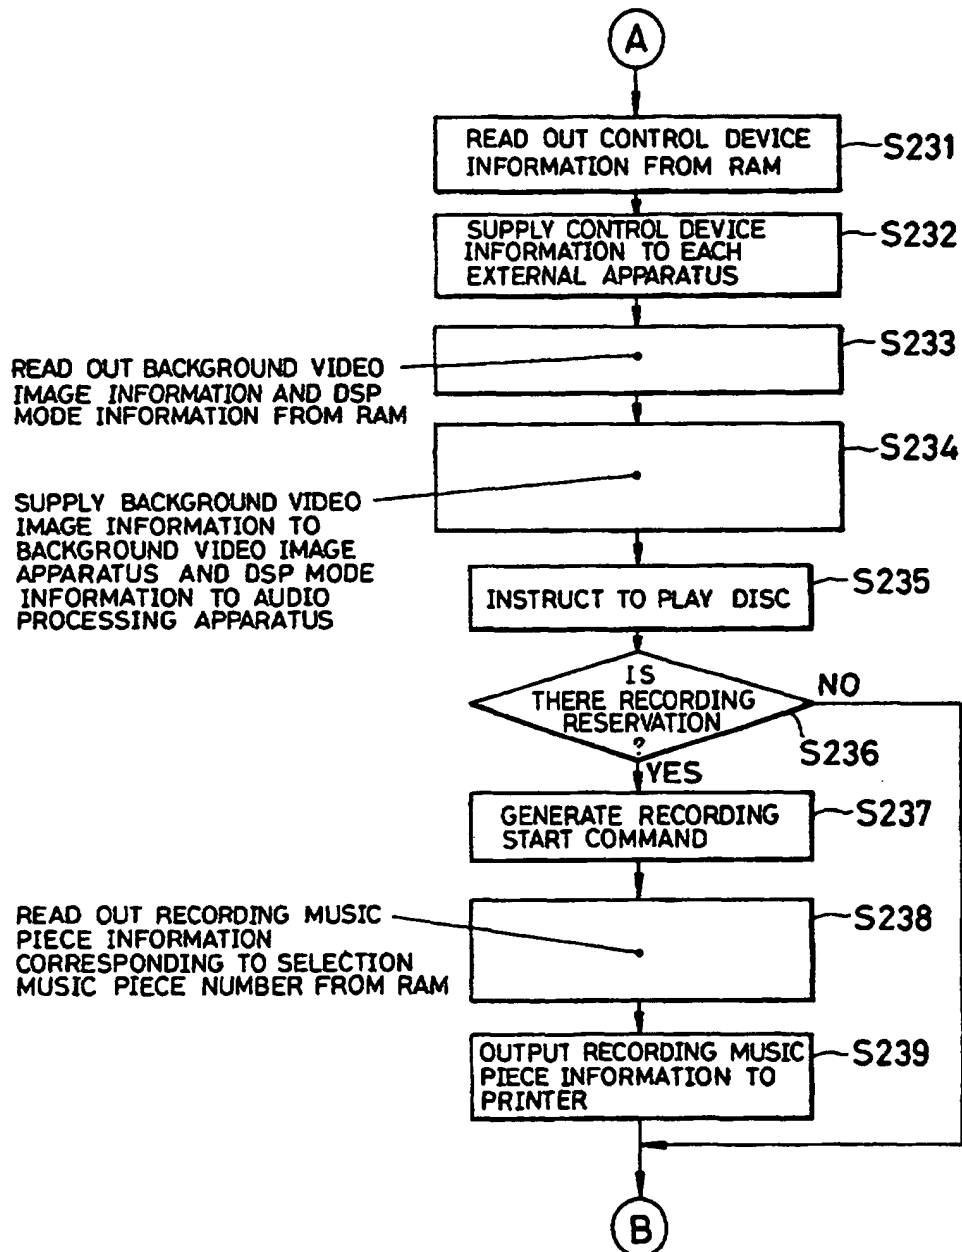 A
READ OUT CONTROL DEVICE
INFORMATION FROM RAM
S231
SUPPLY CONTROL DEVICE
INFORMATION TO EACH
EXTERNAL APPARATUS
S232
S233
READ OUT BACKGROUND VIDEO
IMAGE INFORMATION AND DSP
MODE INFORMATION FROM RAM
S234
SUPPLY BACKGROUND VIDEO
IMAGE INFORMATION TO
BACKGROUND VIDEO IMAGE
APPARATUS AND DSP MODE
INFORMATION TO AUDIO
PROCESSING APPARATUS
INSTRUCT TO PLAY DISC
S235
IS
THERE RECORDING
RESERVATION
?
NO
S236
YES
GENERATE RECORDING
START COMMAND
S237
S238
READ OUT RECORDING MUSIC
PIECE INFORMATION
CORRESPONDING TO SELECTION
MUSIC PIECE NUMBER FROM RAM
OUTPUT RECORDING MUSIC
PIECE INFORMATION TO
PRINTER
S239
B